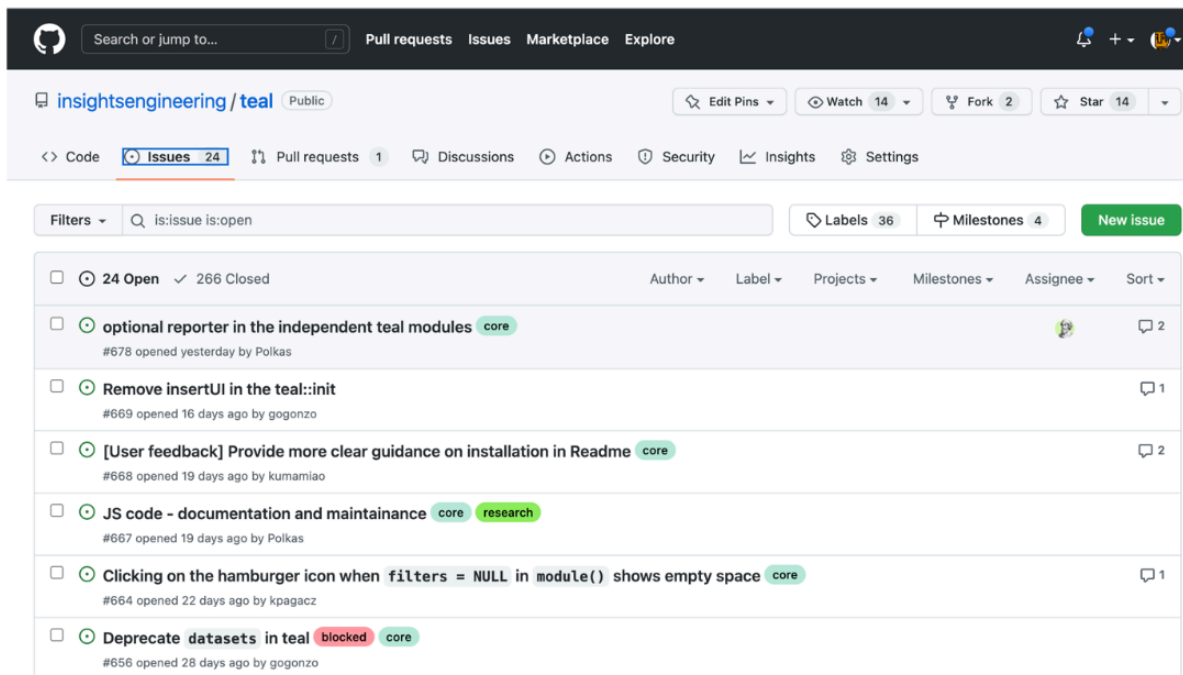 Search or jump to... / Pull requests Issues Marketplace Explore
insightsengineering / teal Public Edit Pins Watch 14 Fork 2 Star 14
<> Code Issues 24 Pull requests 1 Discussions Actions Security Insights Settings
Filters is:issue is:open Labels 36 Milestones 4 New issue
24 Open 266 Closed Author Label Projects Milestones Assignee Sort
optional reporter in the independent teal modules core 2
#678 opened yesterday by Polkas
Remove insertUI in the teal::init 1
#669 opened 16 days ago by gogonzo
[User feedback] Provide more clear guidance on installation in Readme core 2
#668 opened 19 days ago by kumamiao
JS code - documentation and maintainance core research
#667 opened 19 days ago by Polkas
Clicking on the hamburger icon when filters = NULL in module() shows empty space core 1
#664 opened 22 days ago by kpagacz
Deprecate datasets in teal blocked core
#656 opened 28 days ago by gogonzo